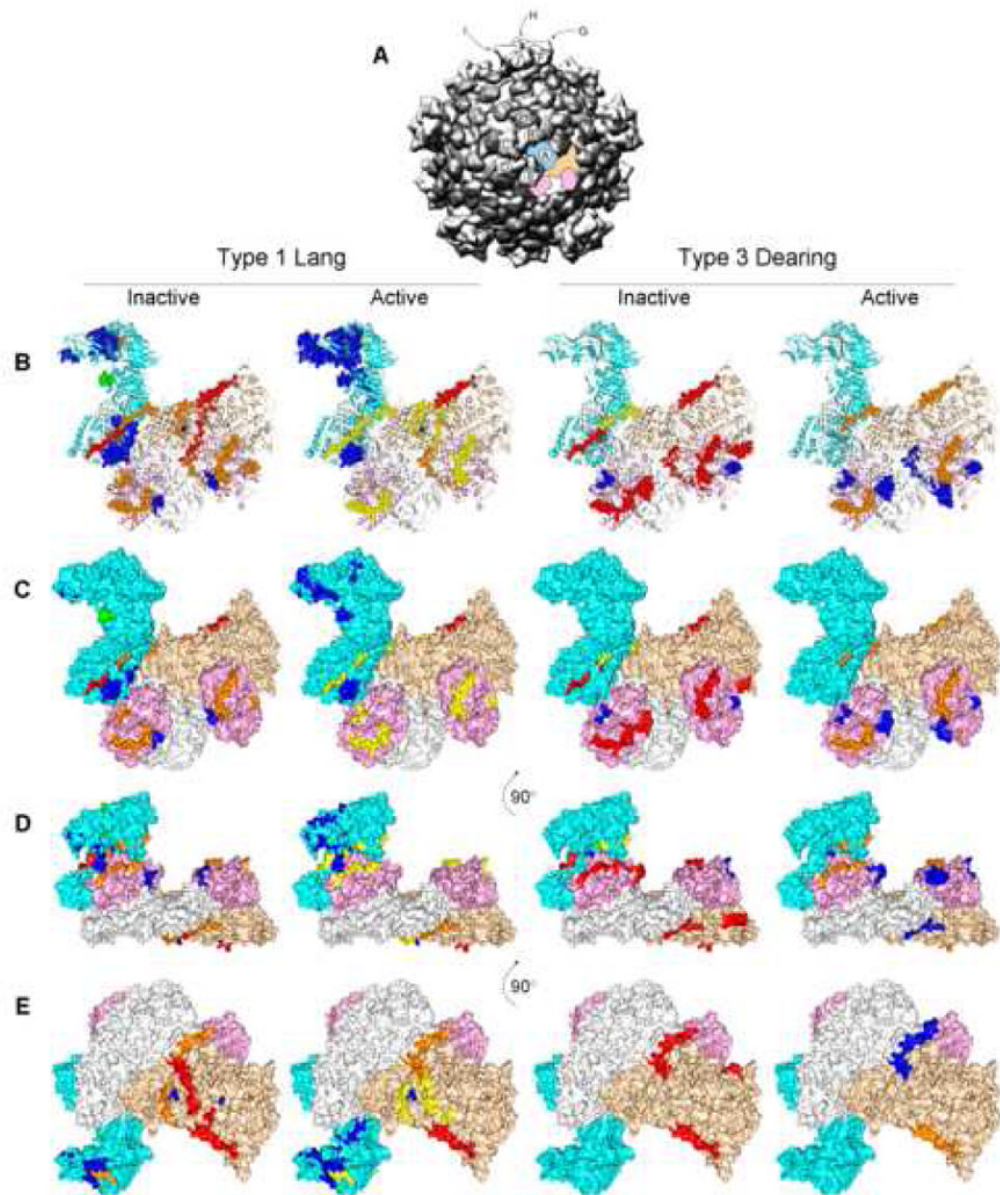 I H G
A
Type 1 Lang Type 3 Dearing
Inactive Active Inactive Active
B
C
90°
D
90°
E